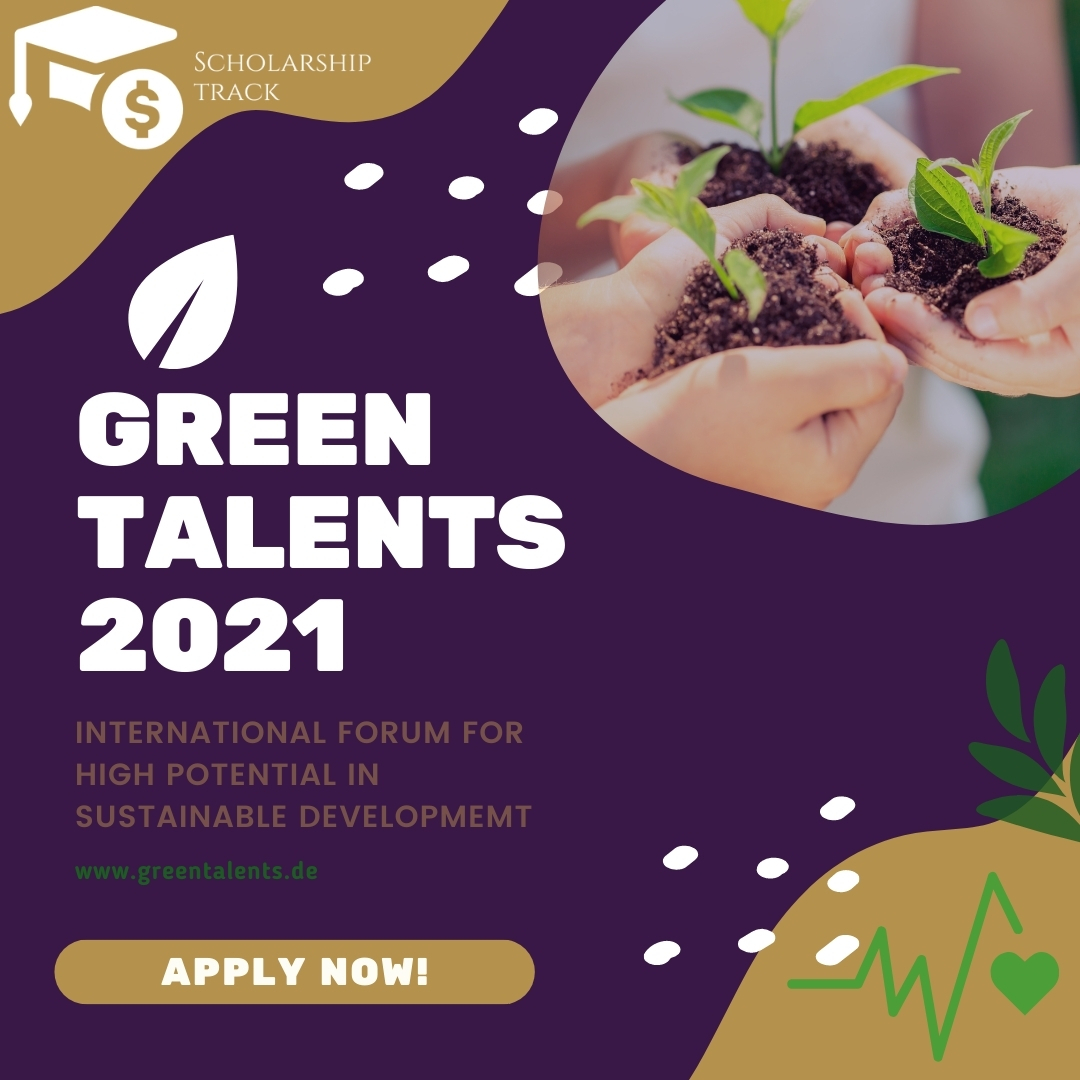 Scholarship
track
$
GREEN
TALENTS
2021
INTERNATIONAL FORUM FOR
HIGH POTENTIAL IN
SUSTAINABLE DEVELOPMEMT
www.greentalents.de
APPLY NOW!